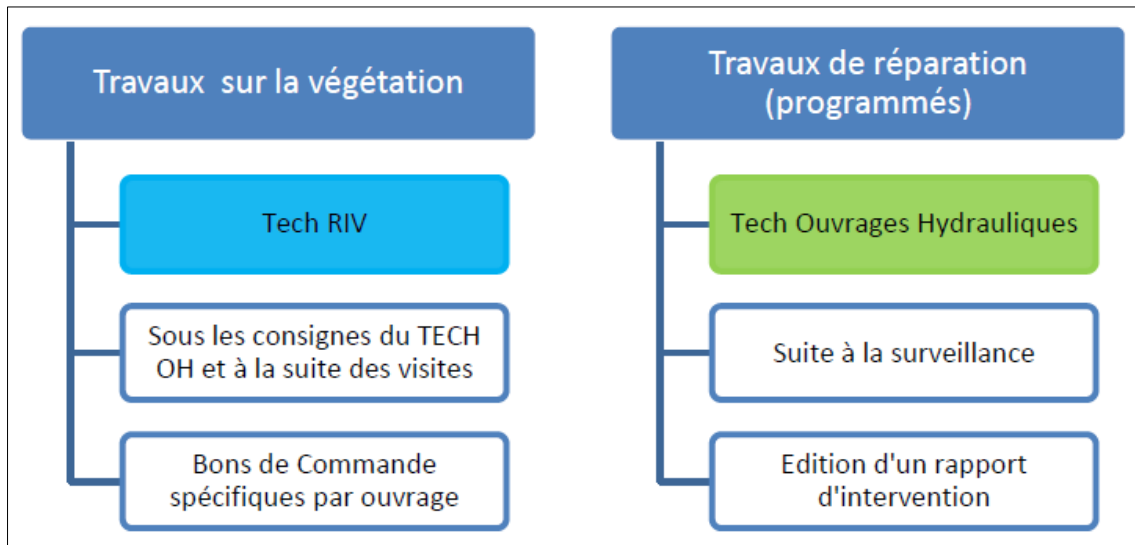 Travaux sur la végétation
Tech RIV
Sous les consignes du TECH
OH et à la suite des visites
Bons de Commande
spécifiques par ouvrage
Travaux de réparation
(programmés)
Tech Ouvrages Hydrauliques
Suite à la surveillance
Edition d'un rapport
d'intervention